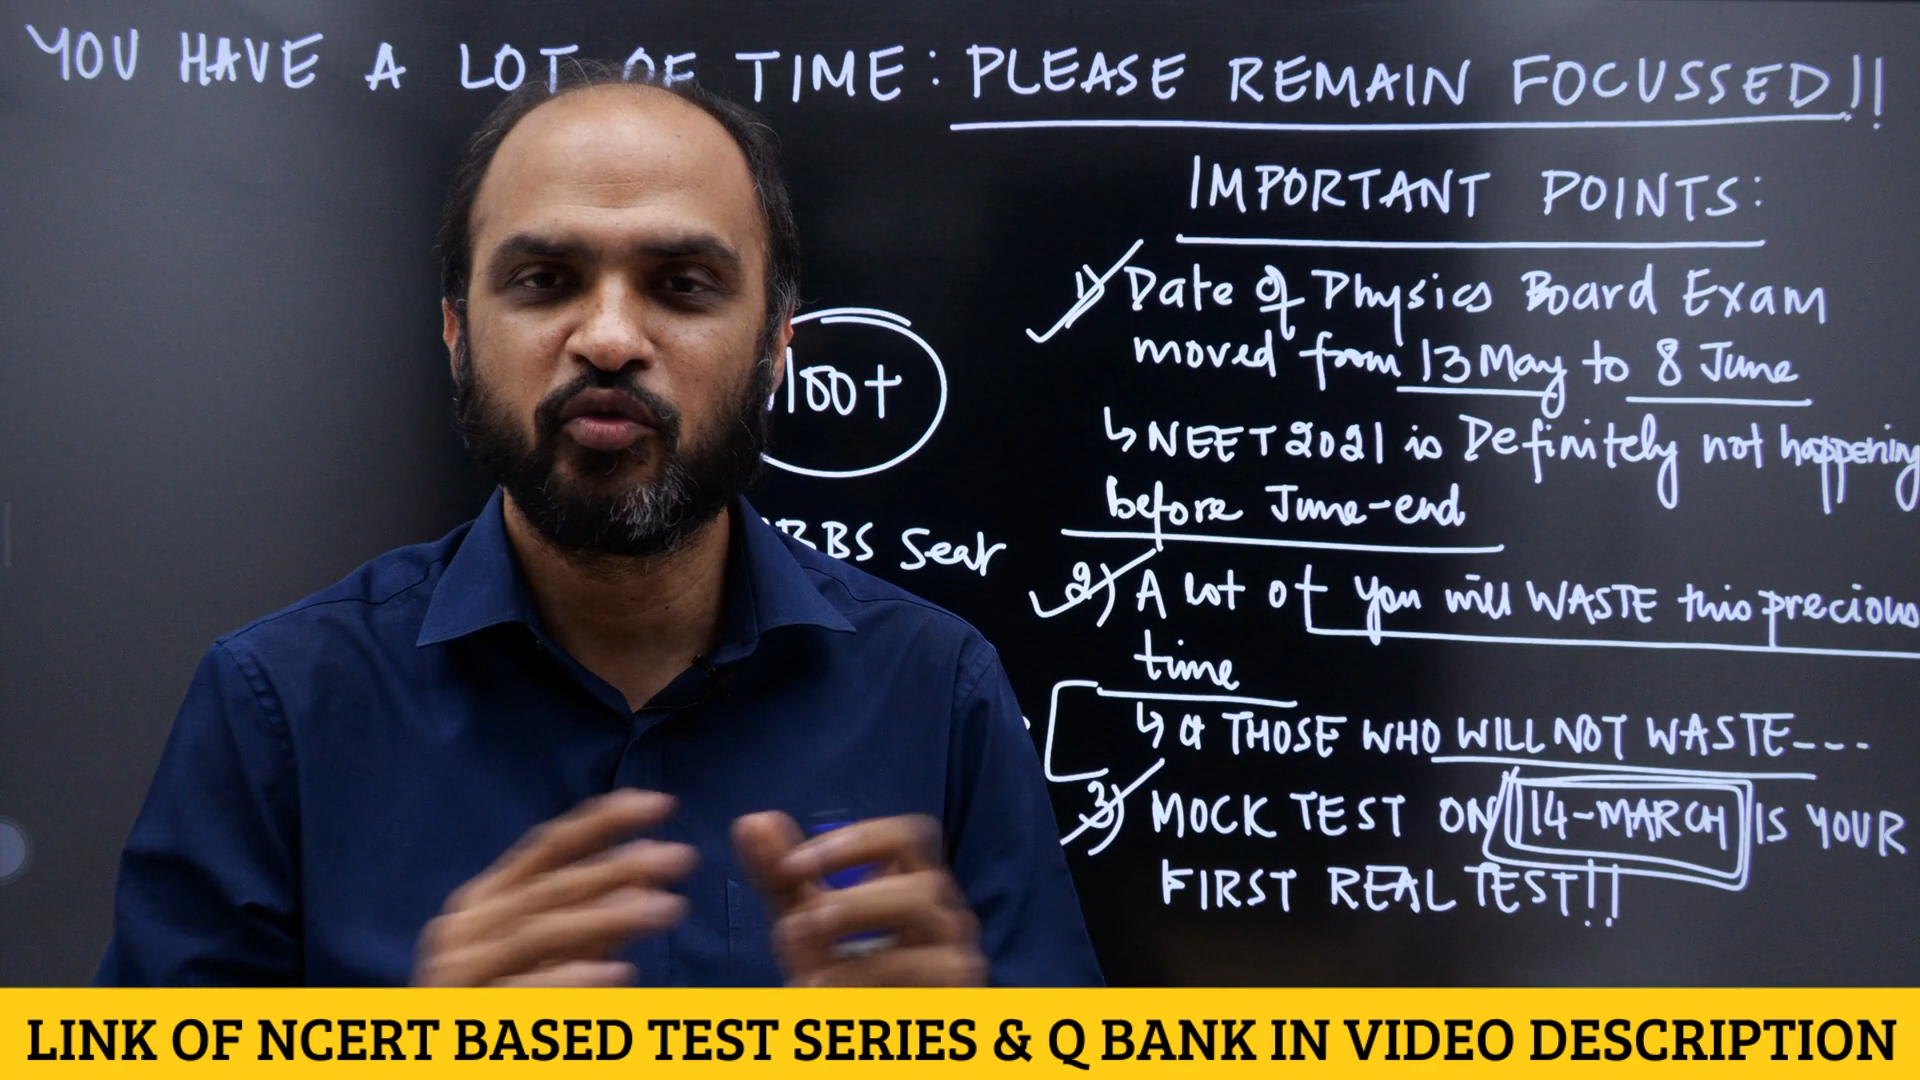 YOU HAVE A LOT OF TIME: PLEASE REMAIN FOCUSSED!!
IMPORTANT POINTS:
1) Date of Physics Board Exam
moved from 13 May to 8 June
↳ NEET 2021 is Definitely not happening
before June-end
100+
BBS Seat
2) A lot of you will WASTE this precious
time
↳ & THOSE WHO WILL NOT WASTE---
3) MOCK TEST ON 14-MARCH IS YOUR
FIRST REAL TEST!!
LINK OF NCERT BASED TEST SERIES & Q BANK IN VIDEO DESCRIPTION